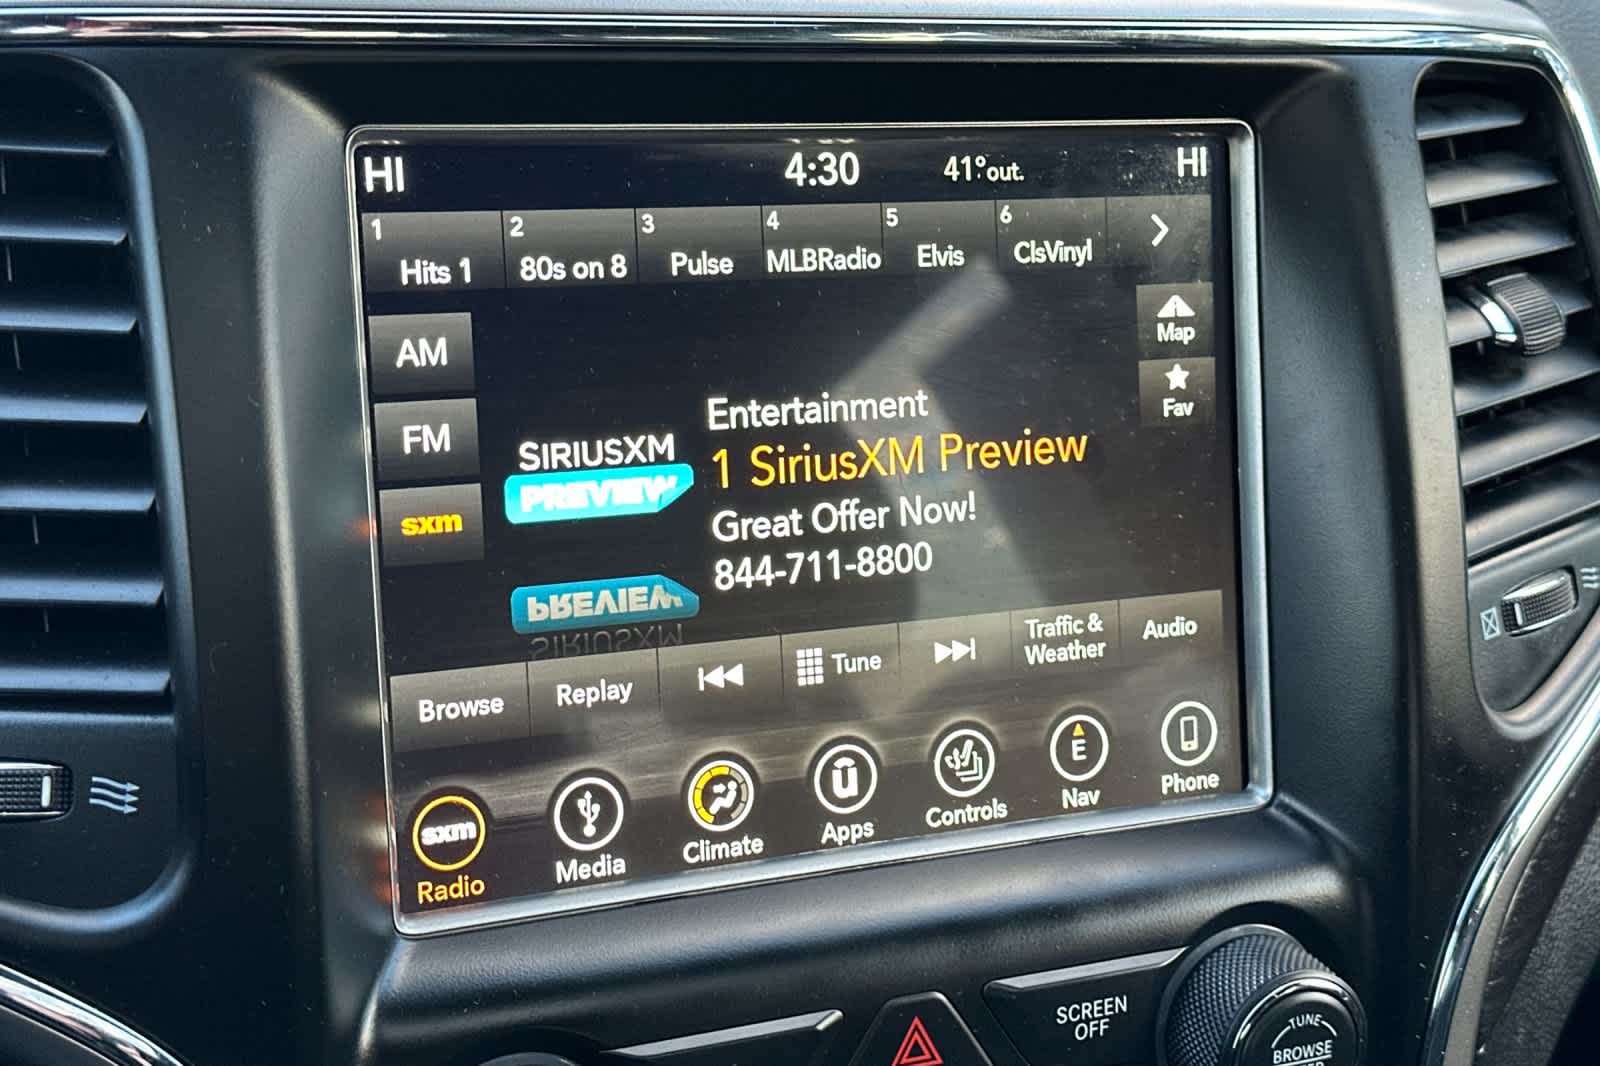 HI 4:30 41°out. HI
1 2 3 4 5 6
Hits 1 80s on 8 Pulse MLBRadio Elvis ClsVinyl
AM
FM
sxm
Map
Fav
SIRIUSXM
PREVIEW
Entertainment
1 SiriusXM Preview
Great Offer Now!
844-711-8800
PREVIEW
SIRIUSXM
Browse Replay Tune Traffic & Weather Audio
sxm u E
Radio Media Climate Apps Controls Nav Phone
SCREEN
OFF
TUNE
BROWSE